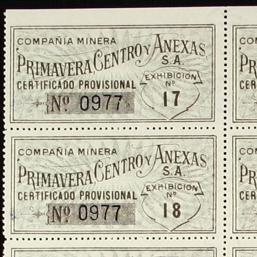 COMPAÑIA MINERA
PRIMAVERA, CENTRO Y ANEXAS
S.A.
CERTIFICADO PROVISIONAL
EXHIBICION
Nº
Nº 0977
17
COMPAÑIA MINERA
PRIMAVERA, CENTRO Y ANEXAS
S.A.
CERTIFICADO PROVISIONAL
EXHIBICION
Nº
Nº 0977
18